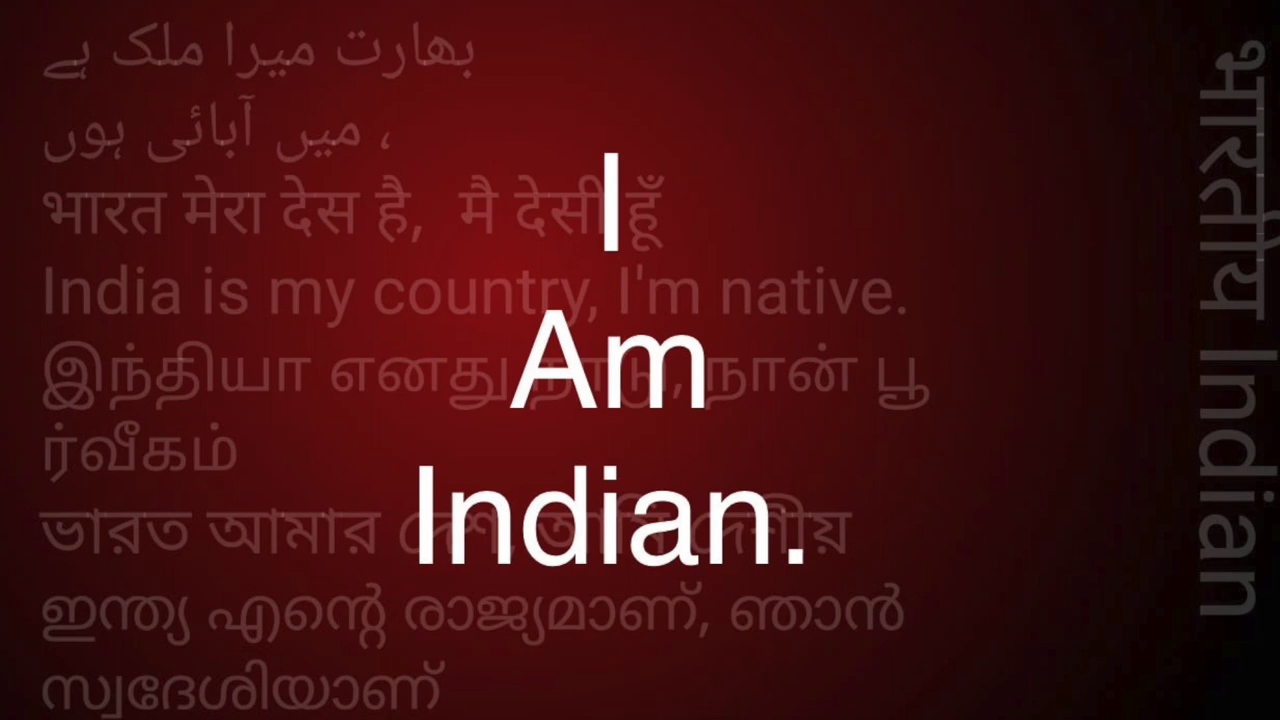 بھارت میرا ملک ہے
، میں آبائی ہوں
भारत मेरा देस है, मै देसी हूँ
India is my country, I'm native.
இந்தியா எனது நாடு, நான் பூ
ர்வீகம்
ভারত আমার দেশ, আমি দেশীয়
ഇന്ത്യ എന്റെ രാജ്യമാണ്, ഞാൻ
സ്വദേശിയാണ്
I
Am
Indian.
भारतीय Indian